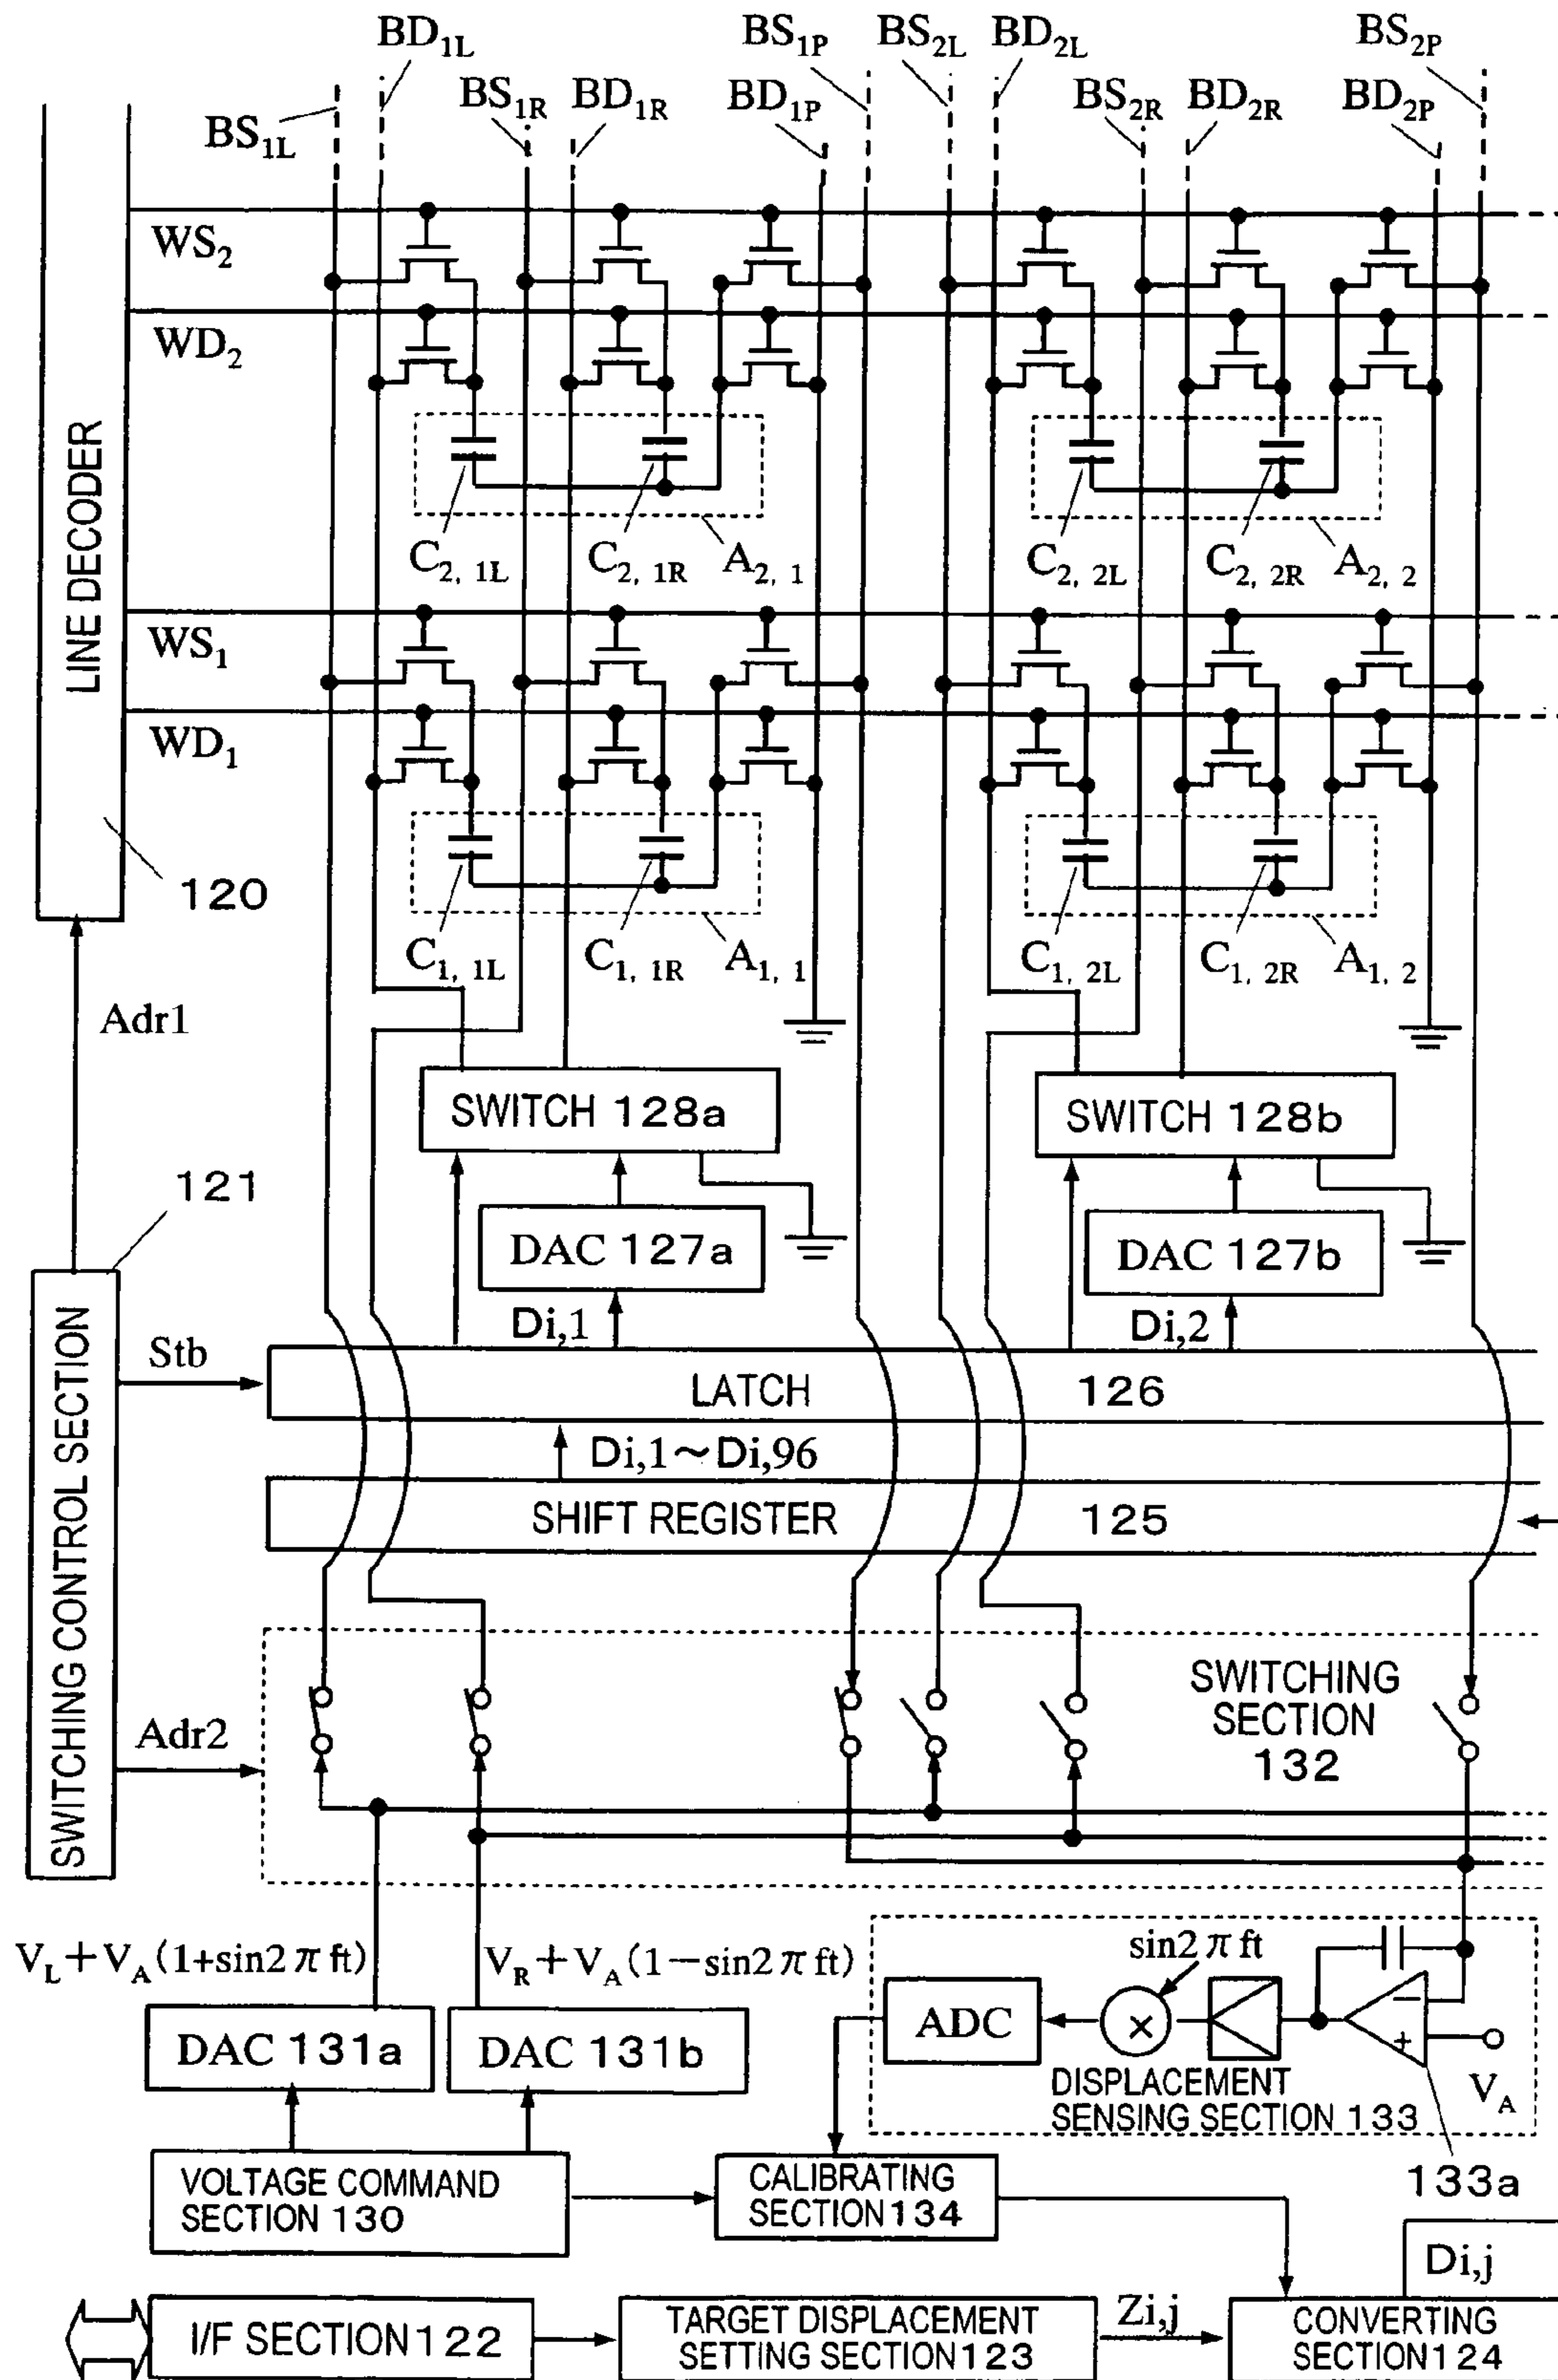 BD1L
BS1P
BS2L
BD2L
BS2P
BS1R
BD1R
BD1P
BS2R
BD2R
BD2P
BS1L
WS2
WD2
LINE DECODER
C2, 1L
C2, 1R
A2, 1
C2, 2L
C2, 2R
A2, 2
WS1
WD1
120
C1, 1L
C1, 1R
A1, 1
C1, 2L
C1, 2R
A1, 2
Adr1
SWITCH 128a
SWITCH 128b
121
DAC 127a
DAC 127b
Di,1
Di,2
SWITCHING CONTROL SECTION
Stb
LATCH 126
Di,1~Di,96
SHIFT REGISTER 125
SWITCHING
SECTION
132
Adr2
VL+VA(1+sin2πft)
VR+VA(1−sin2πft)
sin2πft
DAC 131a
DAC 131b
ADC
×
−
+
VA
DISPLACEMENT
SENSING SECTION 133
133a
VOLTAGE COMMAND
SECTION 130
CALIBRATING
SECTION134
Di,j
I/F SECTION122
TARGET DISPLACEMENT
SETTING SECTION123
Zi,j
CONVERTING
SECTION124